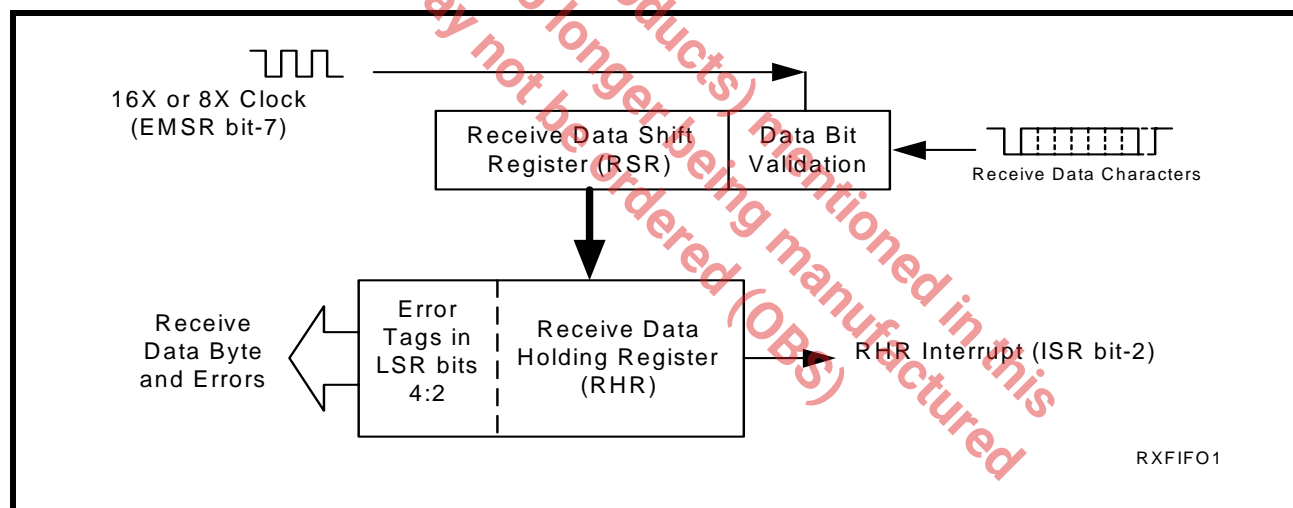 16X or 8X Clock
(EMSR bit-7)
Receive Data Shift
Register (RSR)
Data Bit
Validation
Receive Data Characters
Receive
Data Byte
and Errors
Error
Tags in
LSR bits
4:2
Receive Data
Holding Register
(RHR)
RHR Interrupt (ISR bit-2)
RXFIFO1
oducts) mentioned in this
longer being manufactured
ay not be ordered (OBS)